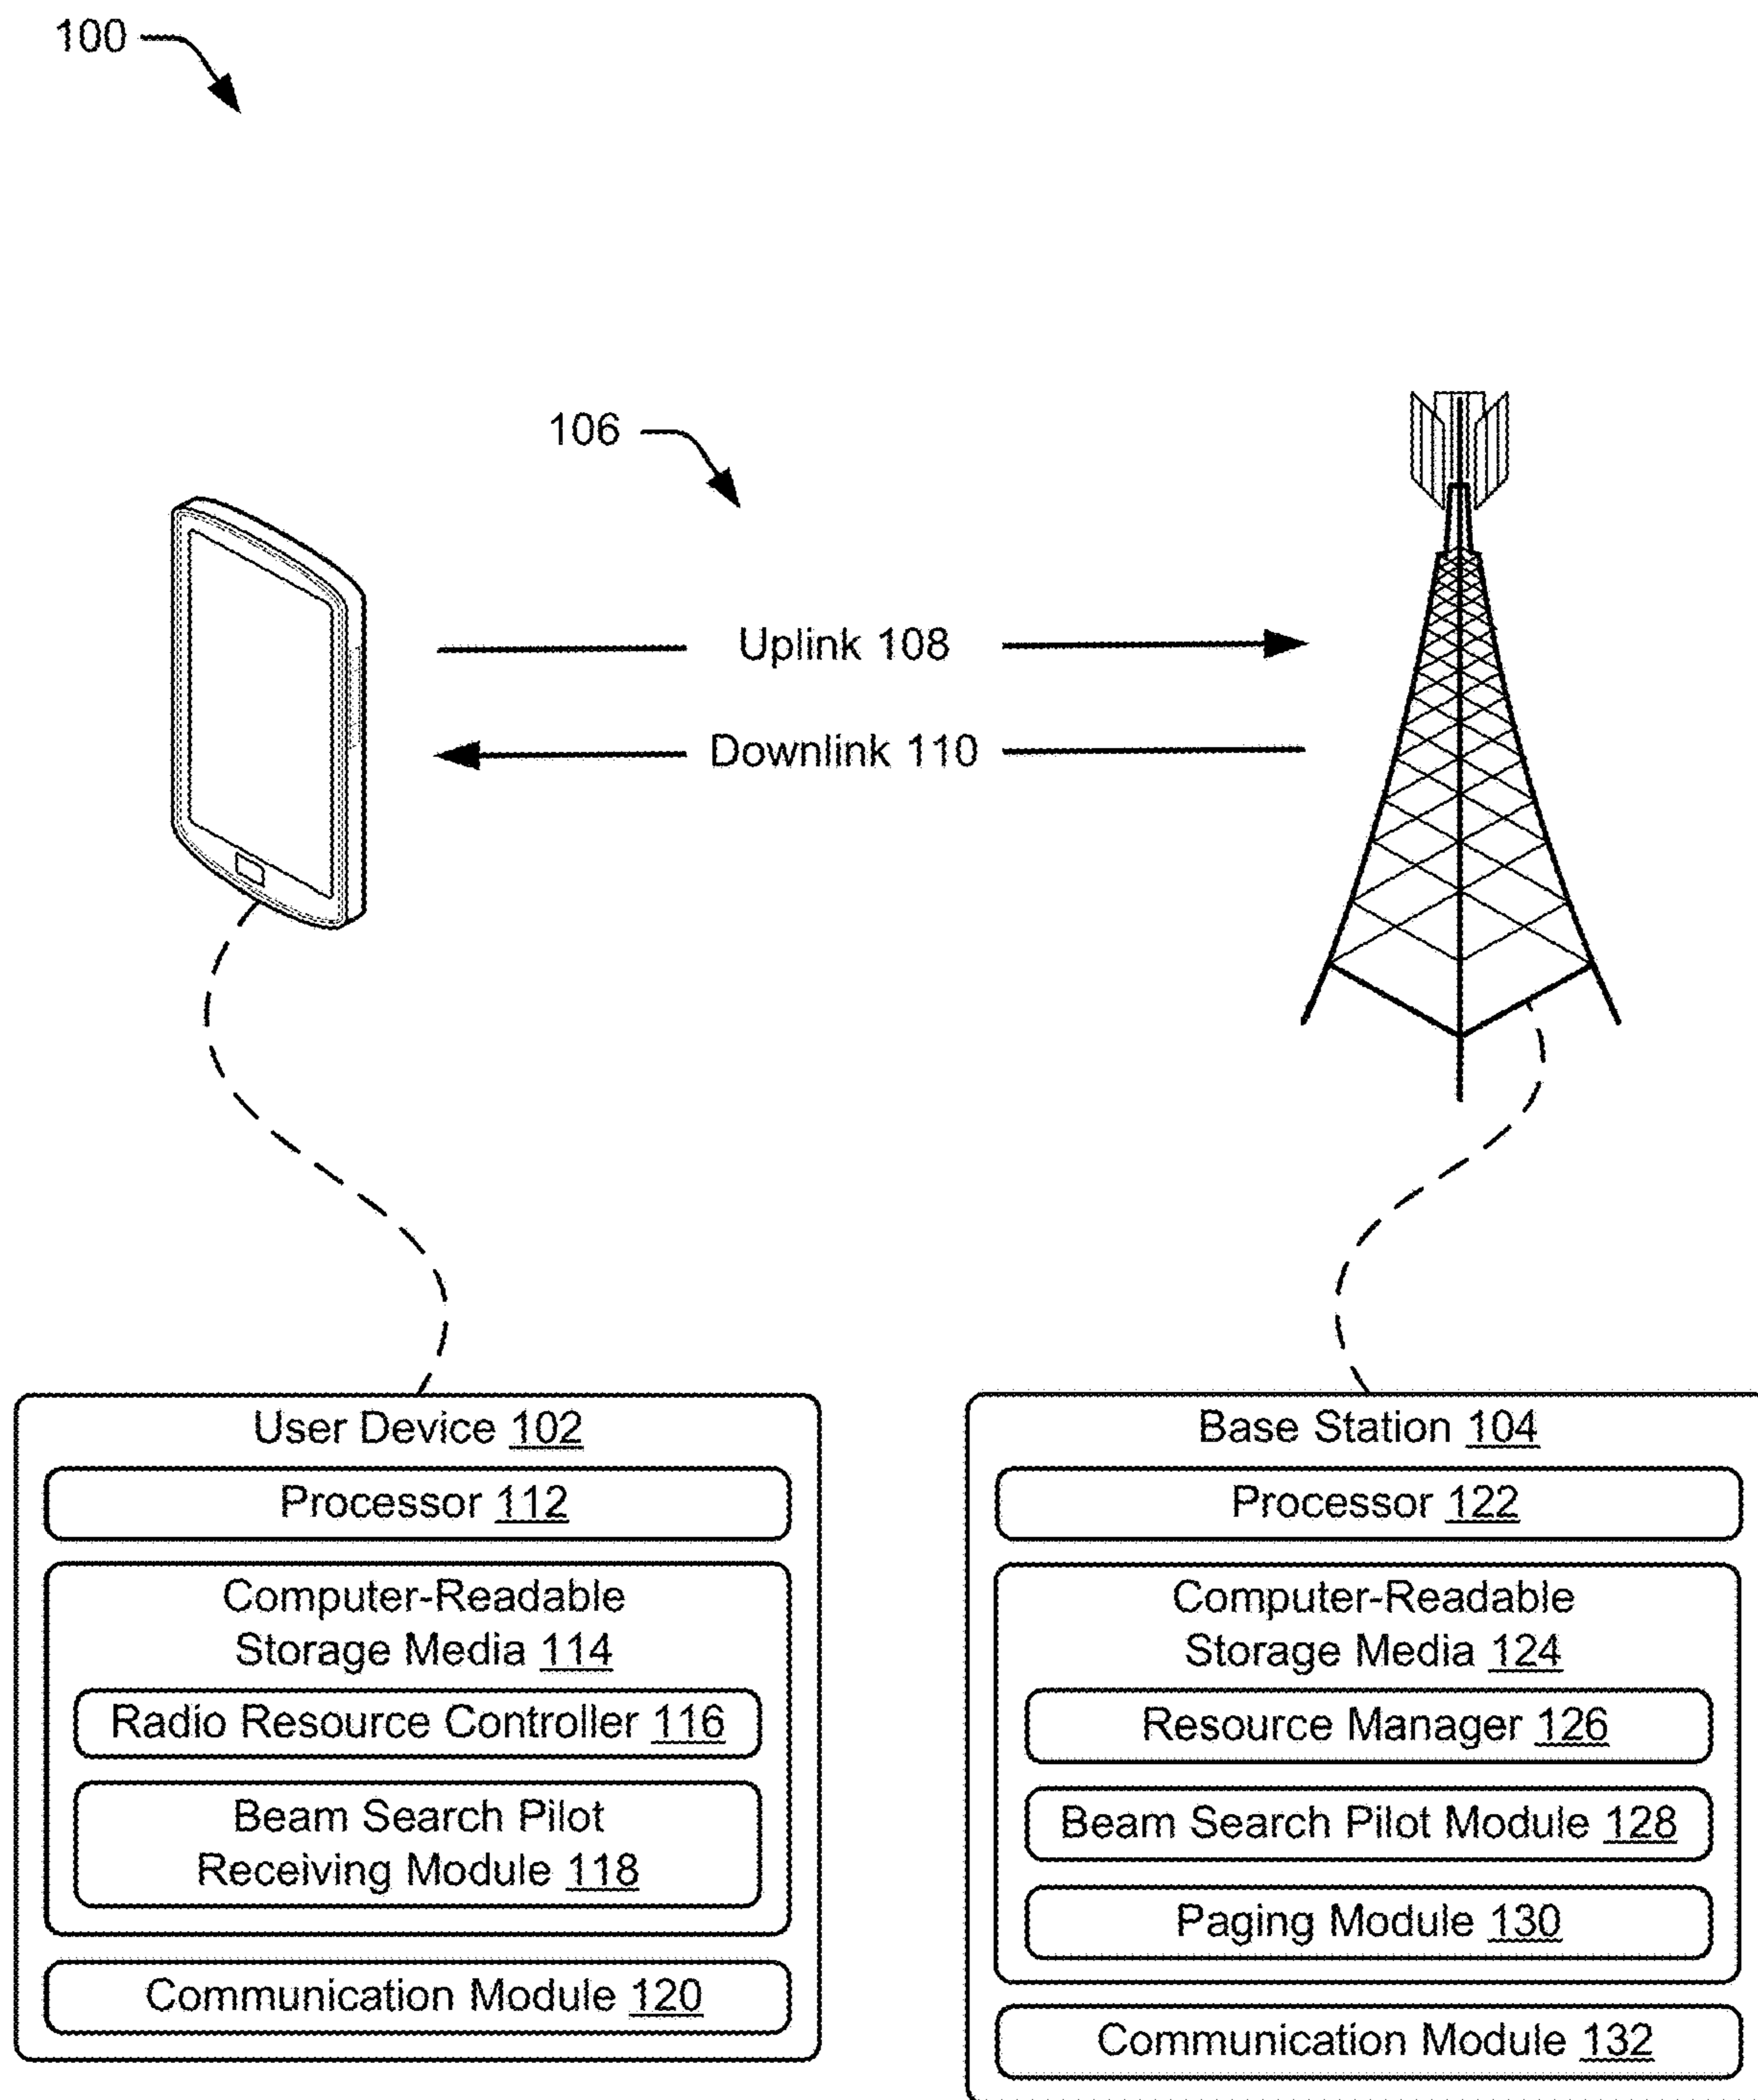 100
106
Uplink 108
Downlink 110
User Device 102
Processor 112
Computer-Readable
Storage Media 114
Radio Resource Controller 116
Beam Search Pilot
Receiving Module 118
Communication Module 120
Base Station 104
Processor 122
Computer-Readable
Storage Media 124
Resource Manager 126
Beam Search Pilot Module 128
Paging Module 130
Communication Module 132